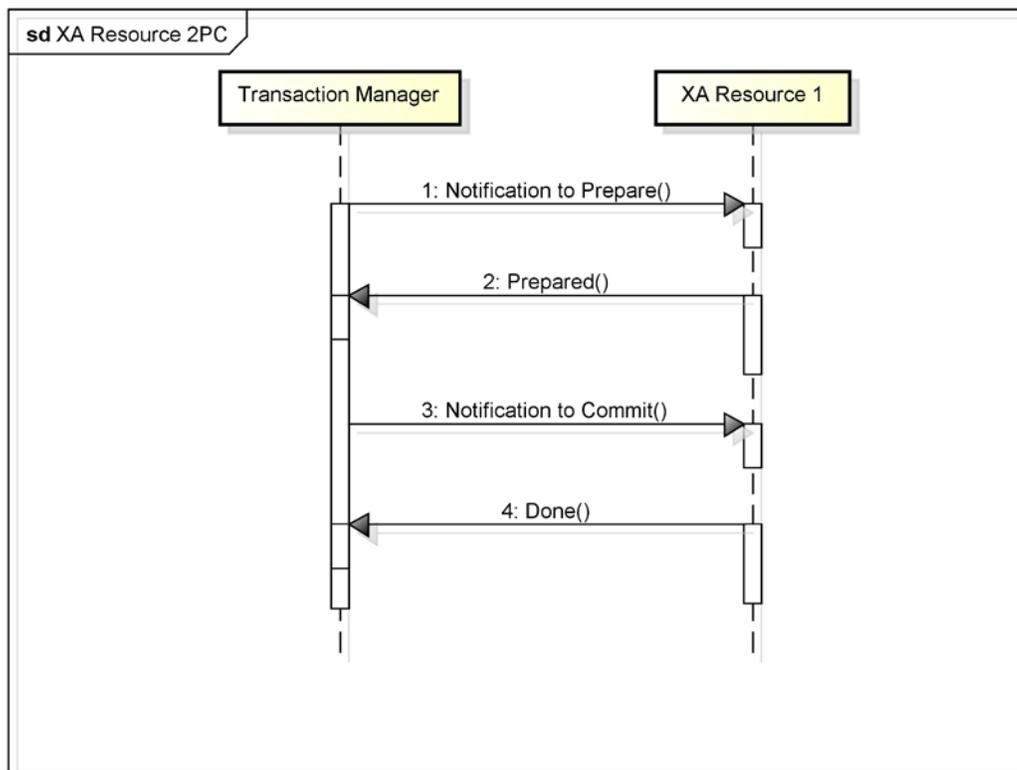 sd XA Resource 2PC
Transaction Manager
XA Resource 1
1: Notification to Prepare()
2: Prepared()
3: Notification to Commit()
4: Done()